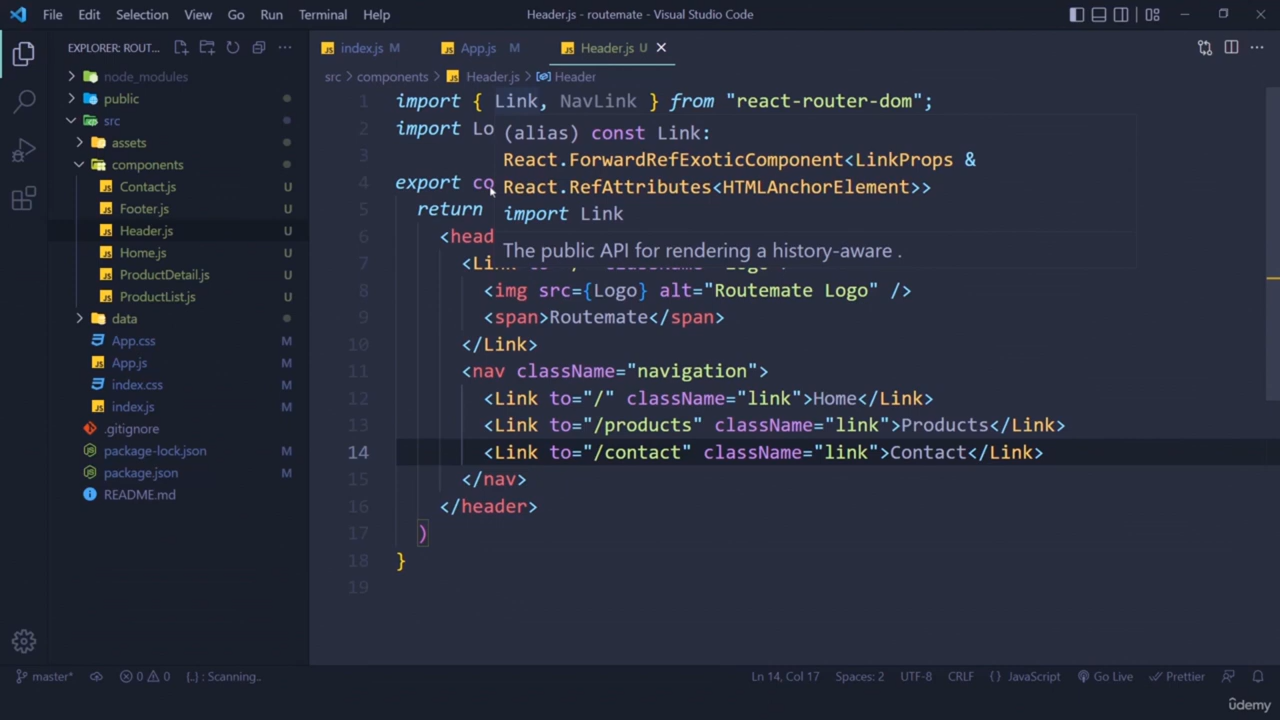 File Edit Selection View Go Run Terminal Help Header.js - routemate - Visual Studio Code
EXPLORER: ROUT... ...
index.js M App.js M Header.js U
src > components > Header.js > Header
node_modules
public
src
assets
components
Contact.js U
Footer.js U
Header.js U
Home.js U
ProductDetail.js U
ProductList.js U
data
App.css M
App.js M
index.css M
index.js M
.gitignore
package-lock.json M
package.json M
README.md
1 import { Link, NavLink } from "react-router-dom";
2 import Lo
(alias) const Link:
3 React.ForwardRefExoticComponent<LinkProps &
4 export co React.RefAttributes<HTMLAnchorElement>>
5 return import Link
6 <head The public API for rendering a history-aware .
7
8 <img src={Logo} alt="Routemate Logo" />
9 <span>Routemate</span>
10 </Link>
11 <nav className="navigation">
12 <Link to="/" className="link">Home</Link>
13 <Link to="/products" className="link">Products</Link>
14 <Link to="/contact" className="link">Contact</Link>
15 </nav>
16 </header>
17 )
18 }
19
master* 0 0 {..} : Scanning.. Ln 14, Col 17 Spaces: 2 UTF-8 CRLF {} JavaScript Go Live Prettier
ûdemy